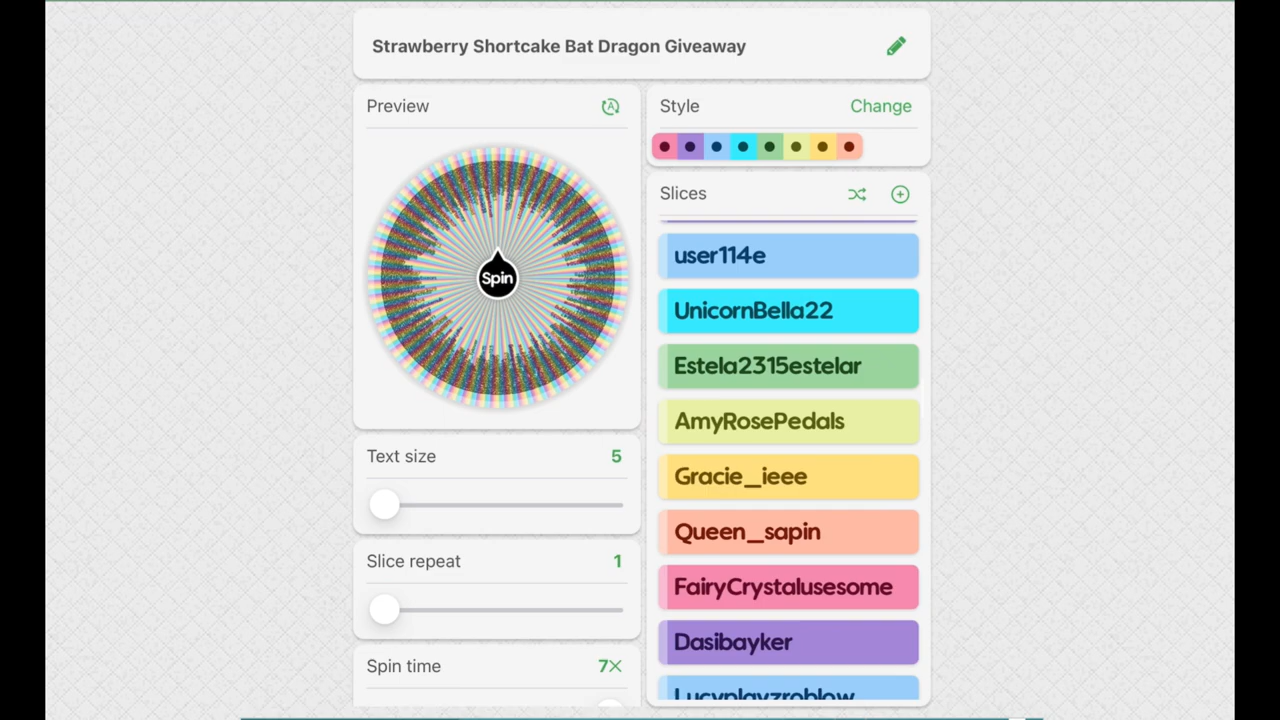 Strawberry Shortcake Bat Dragon Giveaway
Preview
A
Spin
Text size 5
Slice repeat 1
Spin time 7×
Style Change
Slices
user114e
UnicornBella22
Estela2315estelar
AmyRosePedals
Gracie_ieee
Queen_sapin
FairyCrystalusesome
Dasibayker
Lucyplayzroblow